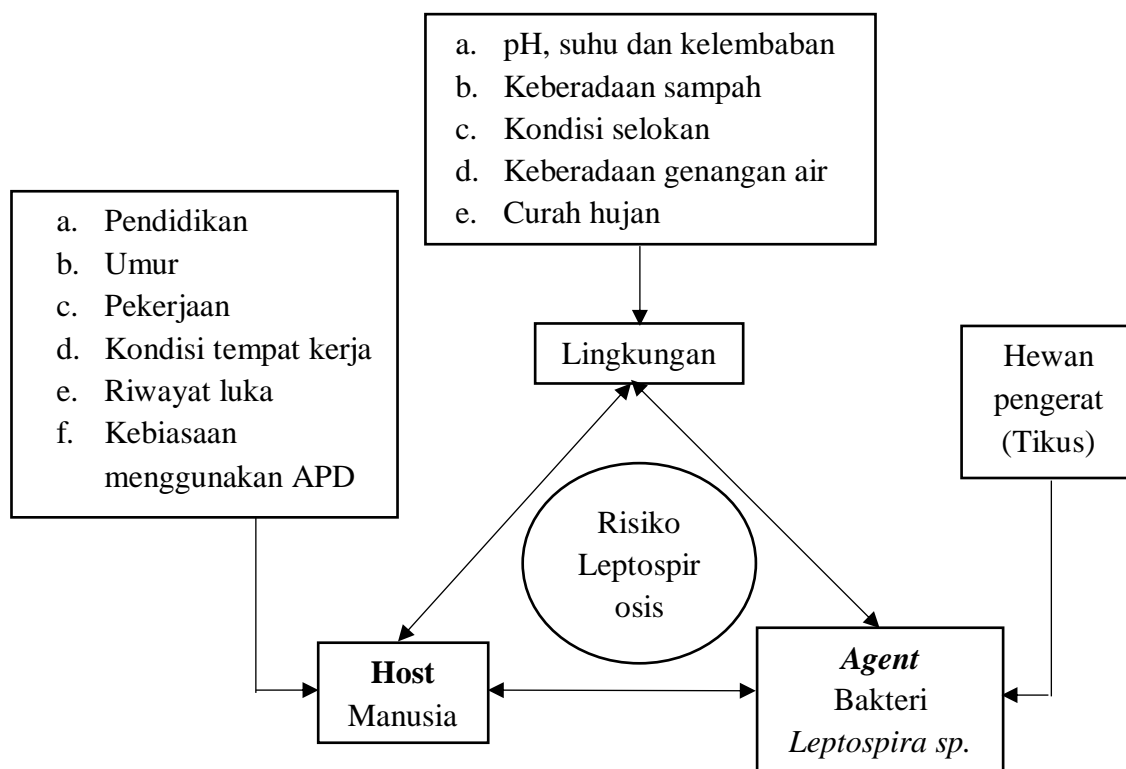 a. pH, suhu dan kelembaban
b. Keberadaan sampah
c. Kondisi selokan
d. Keberadaan genangan air
e. Curah hujan
a. Pendidikan
b. Umur
c. Pekerjaan
d. Kondisi tempat kerja
e. Riwayat luka
f. Kebiasaan
menggunakan APD
Lingkungan
Hewan
pengerat
(Tikus)
Risiko
Leptospir
osis
Host
Manusia
Agent
Bakteri
Leptospira sp.